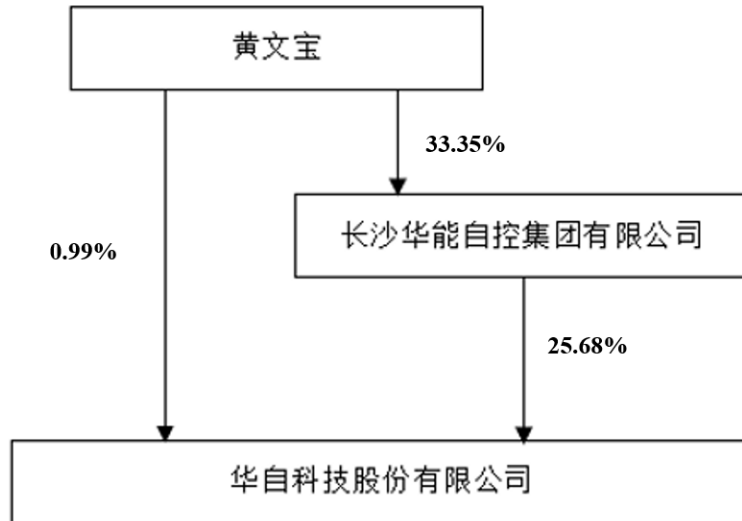 黄文宝
33.35%
长沙华能自控集团有限公司
0.99%
25.68%
华自科技股份有限公司